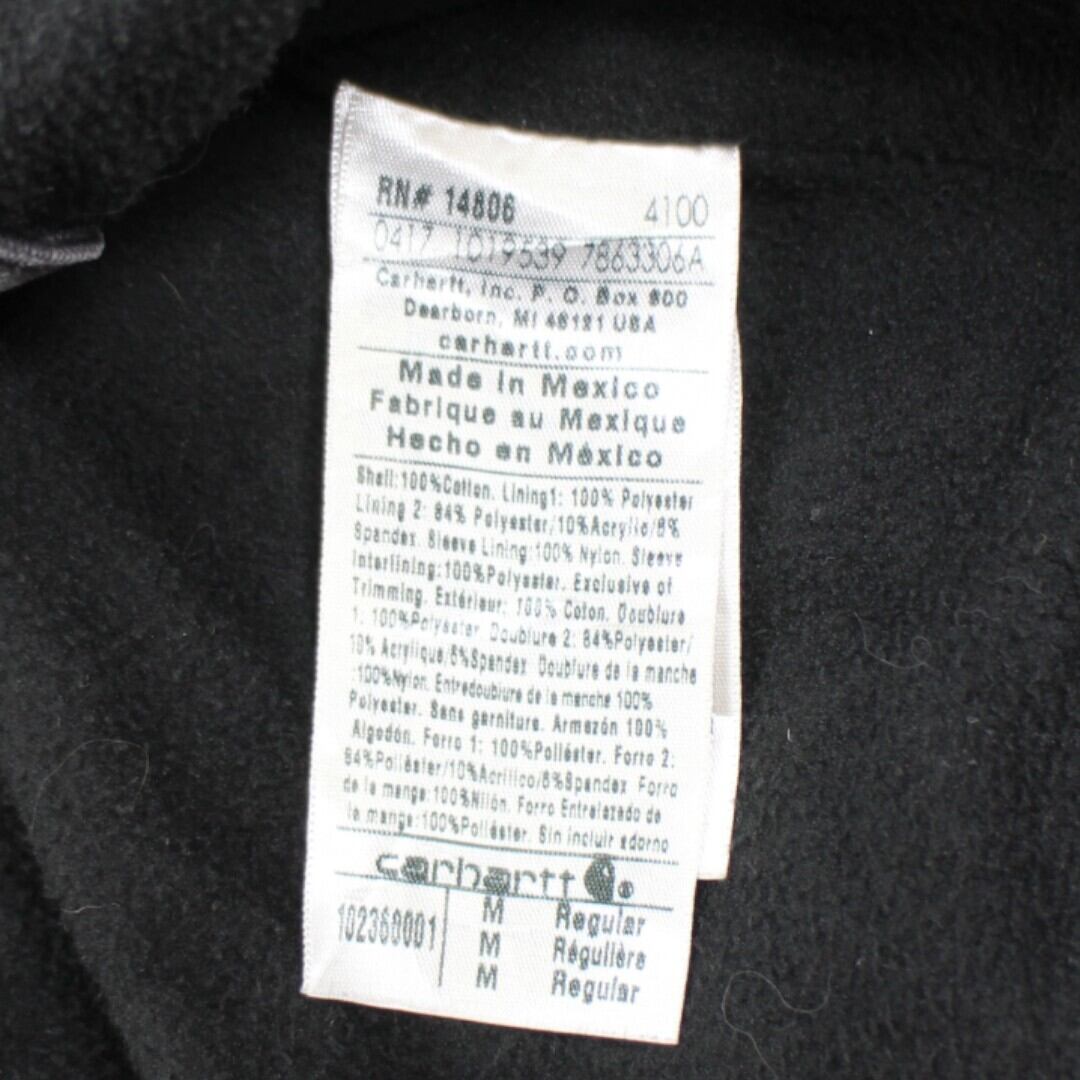 RN# 14806 4100
0417 1019539 7863306A
Carhartt, Inc. P. O. Box 600
Dearborn, MI 48121 USA
carhartt.com
Made in Mexico
Fabrique au Mexique
Hecho en México
Shell:100%Cotton. Lining1: 100% Polyester
Lining 2: 84% Polyester/10%Acrylic/6%
Spandex. Sleeve Lining:100% Nylon. Sleeve
Interlining:100%Polyester. Exclusive of
Trimming. Extérieur: 100% Coton. Doublure
1: 100%Polyester Doublure 2: 84%Polyester/
10% Acrylique/6%Spandex Doublure de la manche
:100%Nylon. Entredoublure de la manche 100%
Polyester. Sans garniture. Armazón 100%
Algodón. Forro 1: 100%Poliéster. Forro 2:
84%Poliéster/10%Acrílico/6%Spandex Forro
de la manga:100%Nilón. Forro Entrelazado de
la manga:100%Poliéster. Sin incluir adorno
carhartt ®
102368001 M Regular
M Régulière
M Regular